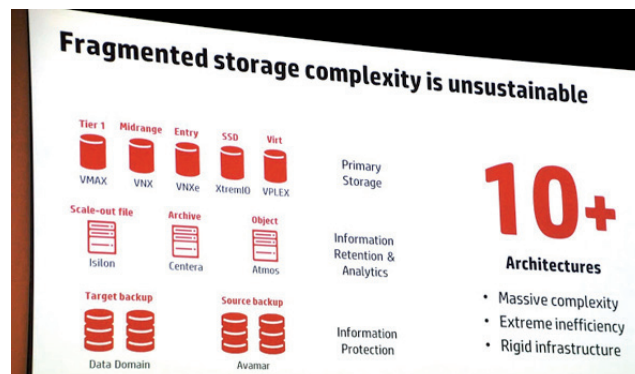 Fragmented storage complexity is unsustainable
Tier 1 Midrange Entry SSD Virt
VMAX VNX VNXe XtremIO VPLEX
Primary
Storage
Scale-out file Archive Object
Isilon Centera Atmos
Information
Retention &
Analytics
Target backup Source backup
Data Domain Avamar
Information
Protection
10+
Architectures
• Massive complexity
• Extreme inefficiency
• Rigid infrastructure